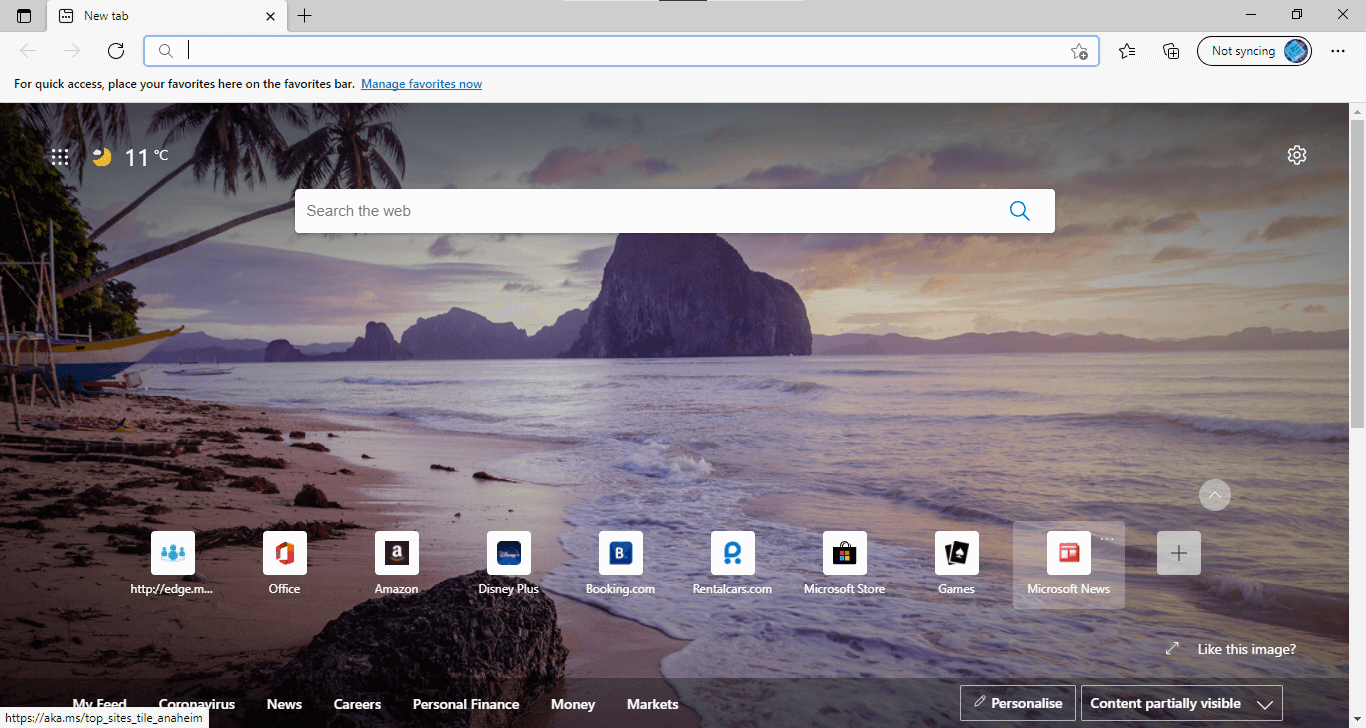 New tab
Not syncing
For quick access, place your favorites here on the favorites bar. Manage favorites now
11 °C
Search the web
a
Disney+
B.
http://edge.m...
Office
Amazon
Disney Plus
Booking.com
Rentalcars.com
Microsoft Store
Games
Microsoft News
Like this image?
My Feed
Coronavirus
News
Careers
Personal Finance
Money
Markets
Personalise
Content partially visible
https://aka.ms/top_sites_tile_anaheim